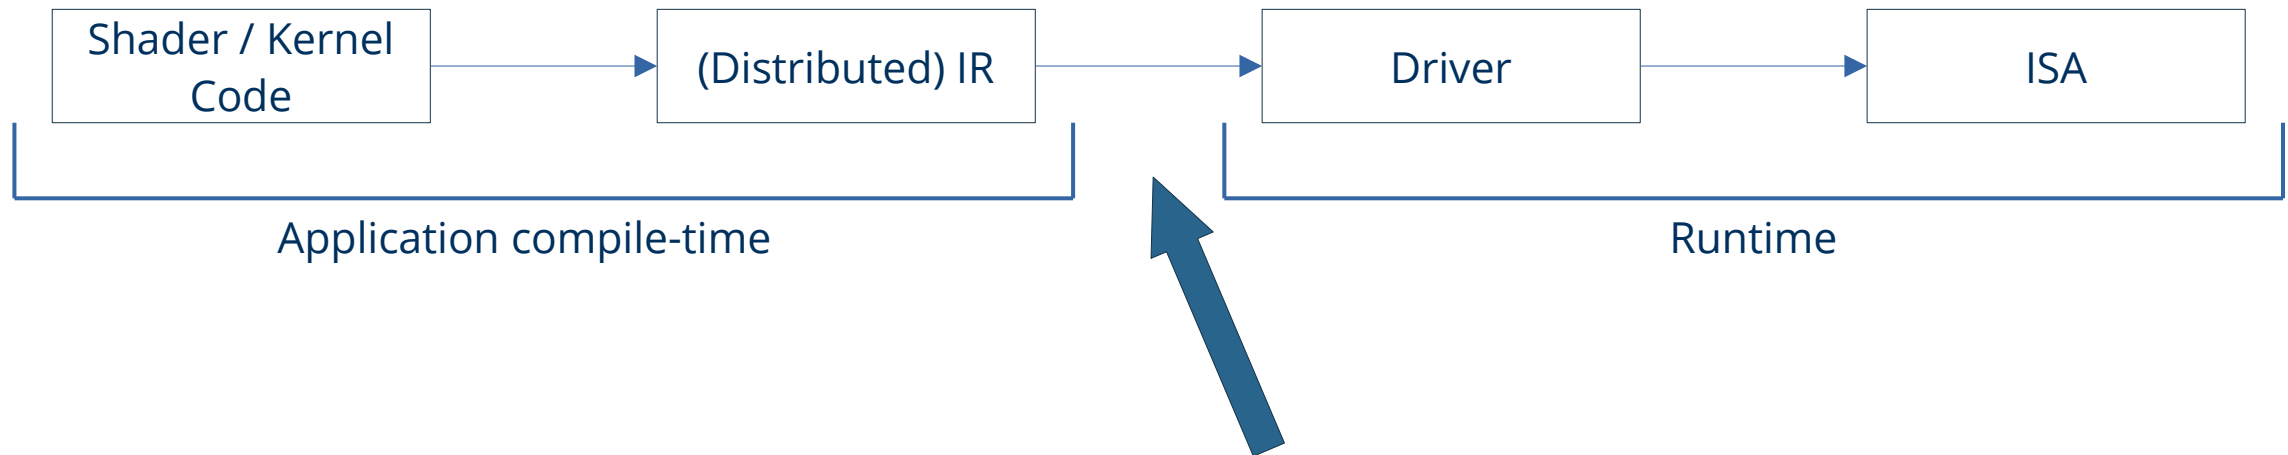 Shader / Kernel
Code
(Distributed) IR
Driver
ISA
Application compile-time
Runtime